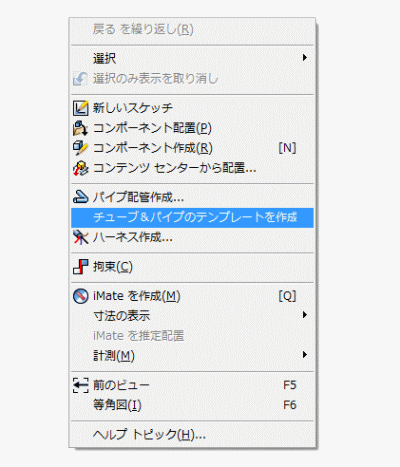 戻る を繰り返し(R)
選択
選択のみ表示を取り消し
新しいスケッチ
コンポーネント配置(P)
コンポーネント作成(R) [N]
コンテンツ センターから配置...
パイプ配管作成...
チューブ&パイプのテンプレートを作成
ハーネス作成...
拘束(C)
iMate を作成(M) [Q]
寸法の表示
iMate を推定配置
計測(M)
前のビュー F5
等角図(I) F6
ヘルプ トピック(H)...